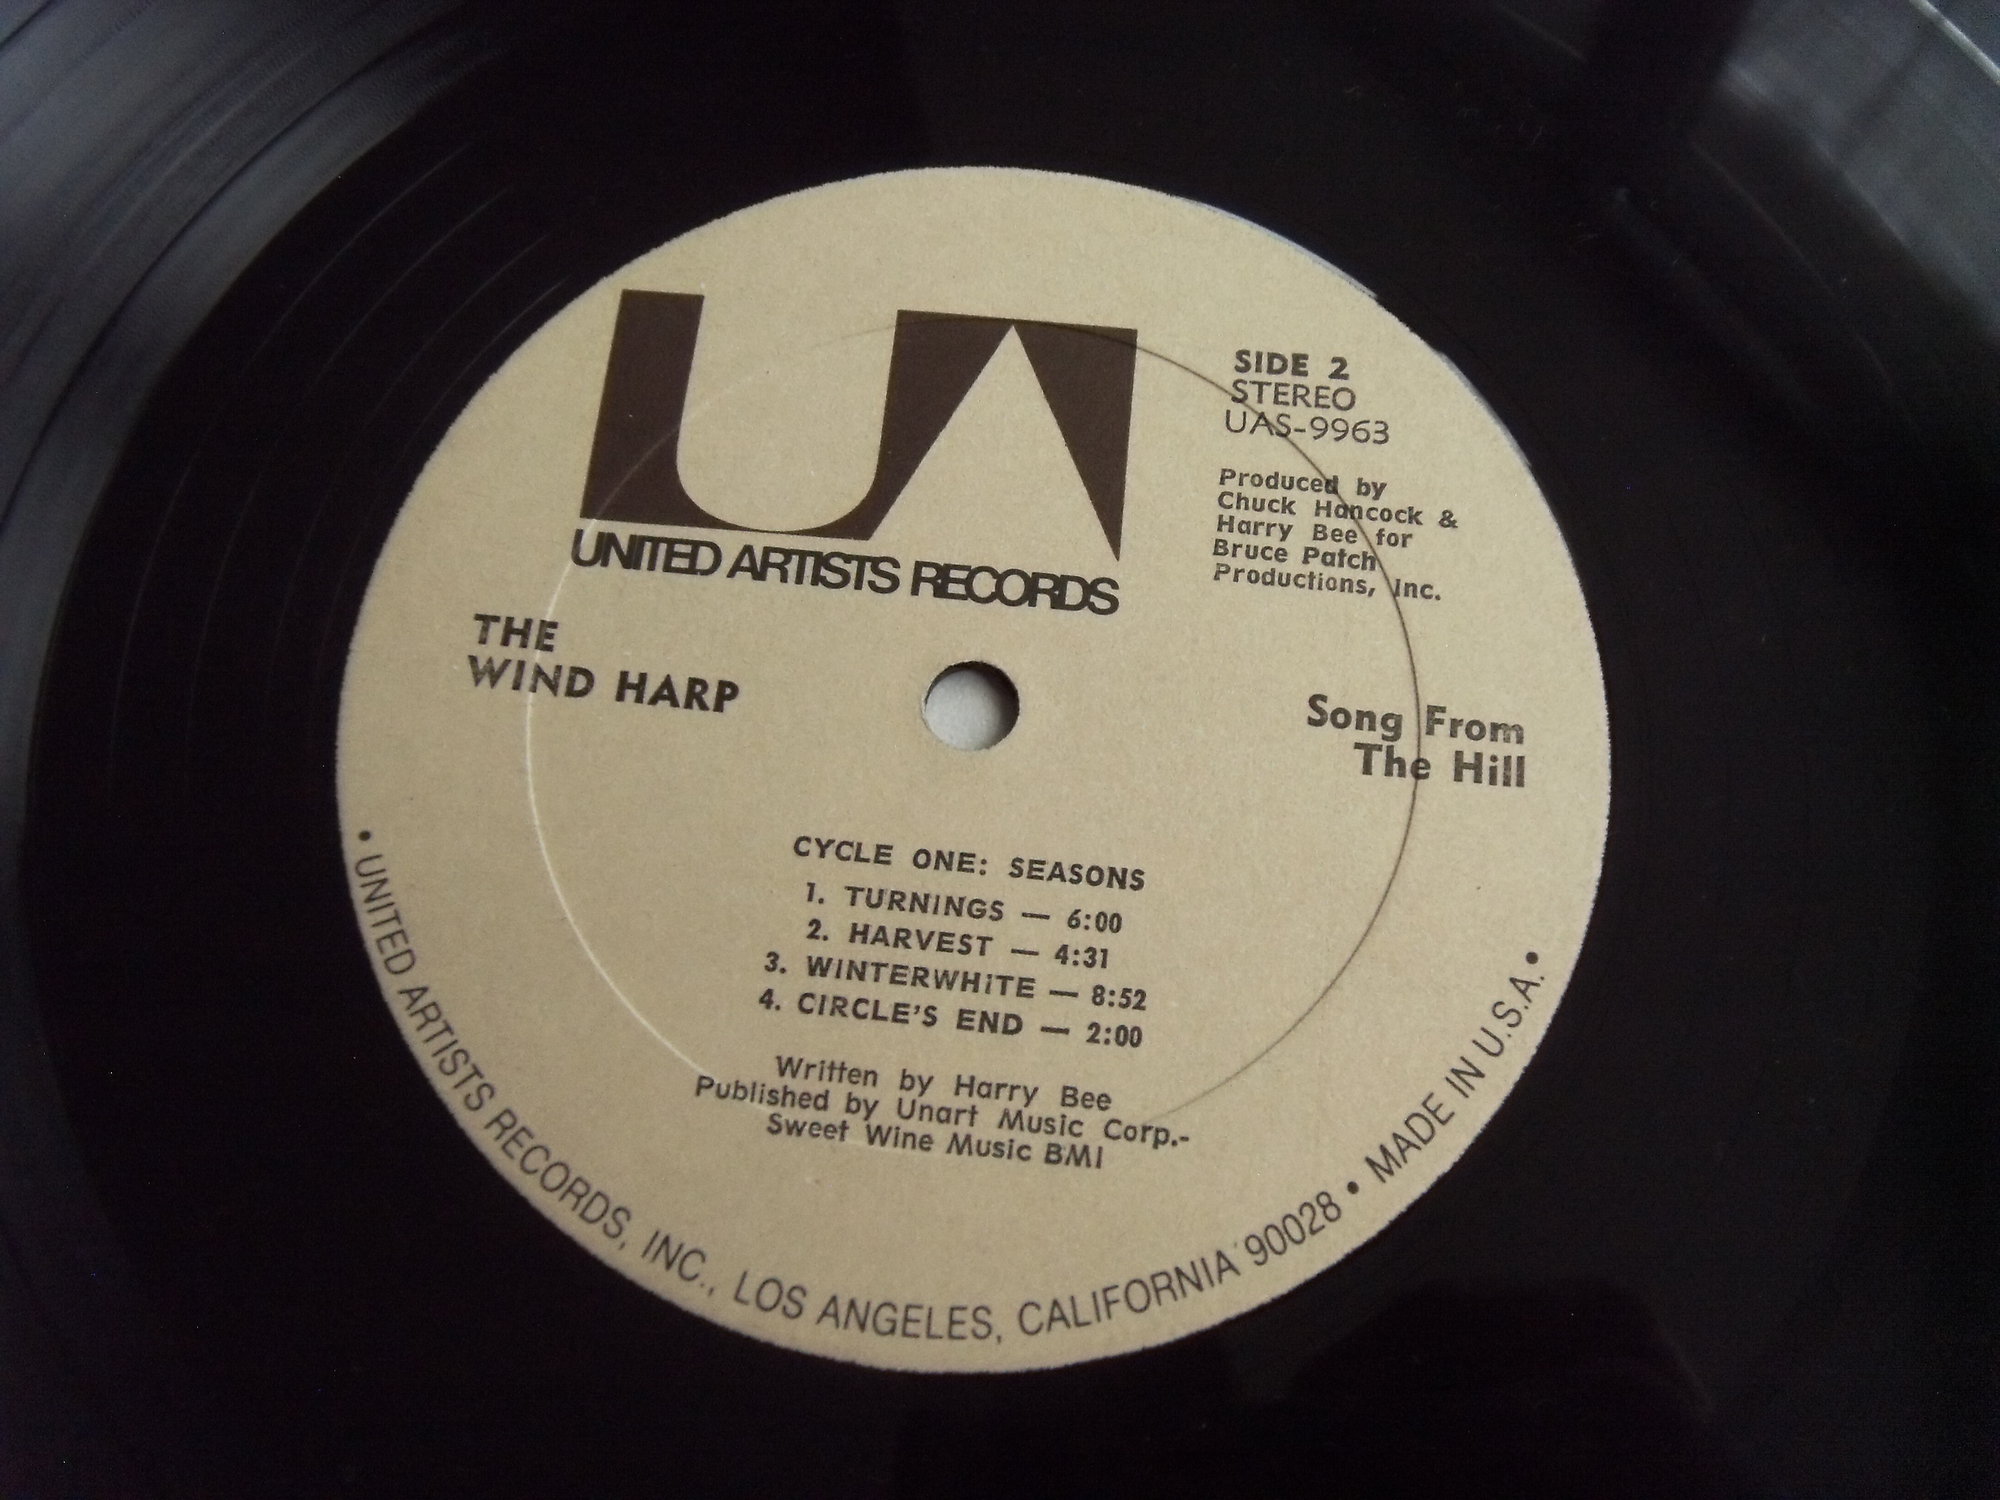 UA
UNITED ARTISTS RECORDS
SIDE 2
STEREO
UAS-9963
Produced by
Chuck Hancock &
Harry Bee for
Bruce Patch
Productions, Inc.
THE
WIND HARP
Song From
The Hill
CYCLE ONE: SEASONS
1. TURNINGS — 6:00
2. HARVEST — 4:31
3. WINTERWHiTE — 8:52
4. CIRCLE'S END — 2:00
Written by Harry Bee
Published by Unart Music Corp.-
Sweet Wine Music BMI
• UNITED ARTISTS RECORDS, INC., LOS ANGELES, CALIFORNIA 90028 • MADE IN U.S.A. •